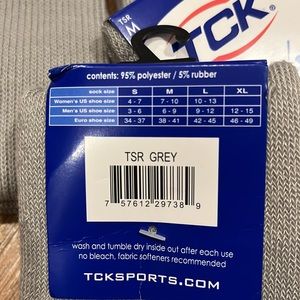 TSR
M
TCK
contents: 95% polyester / 5% rubber
sock size S M L XL
Women's US shoe size 4 - 7 7 - 10 10 - 13
Men's US shoe size 3 - 6 6 - 9 9 - 12 12 - 15
Euro shoe size 34 - 37 38 - 41 42 - 45 46 - 49
TSR GREY
7 57612 29738 9
wash and tumble dry inside out after each use
no bleach, fabric softeners recommended
TCKSPORTS.COM